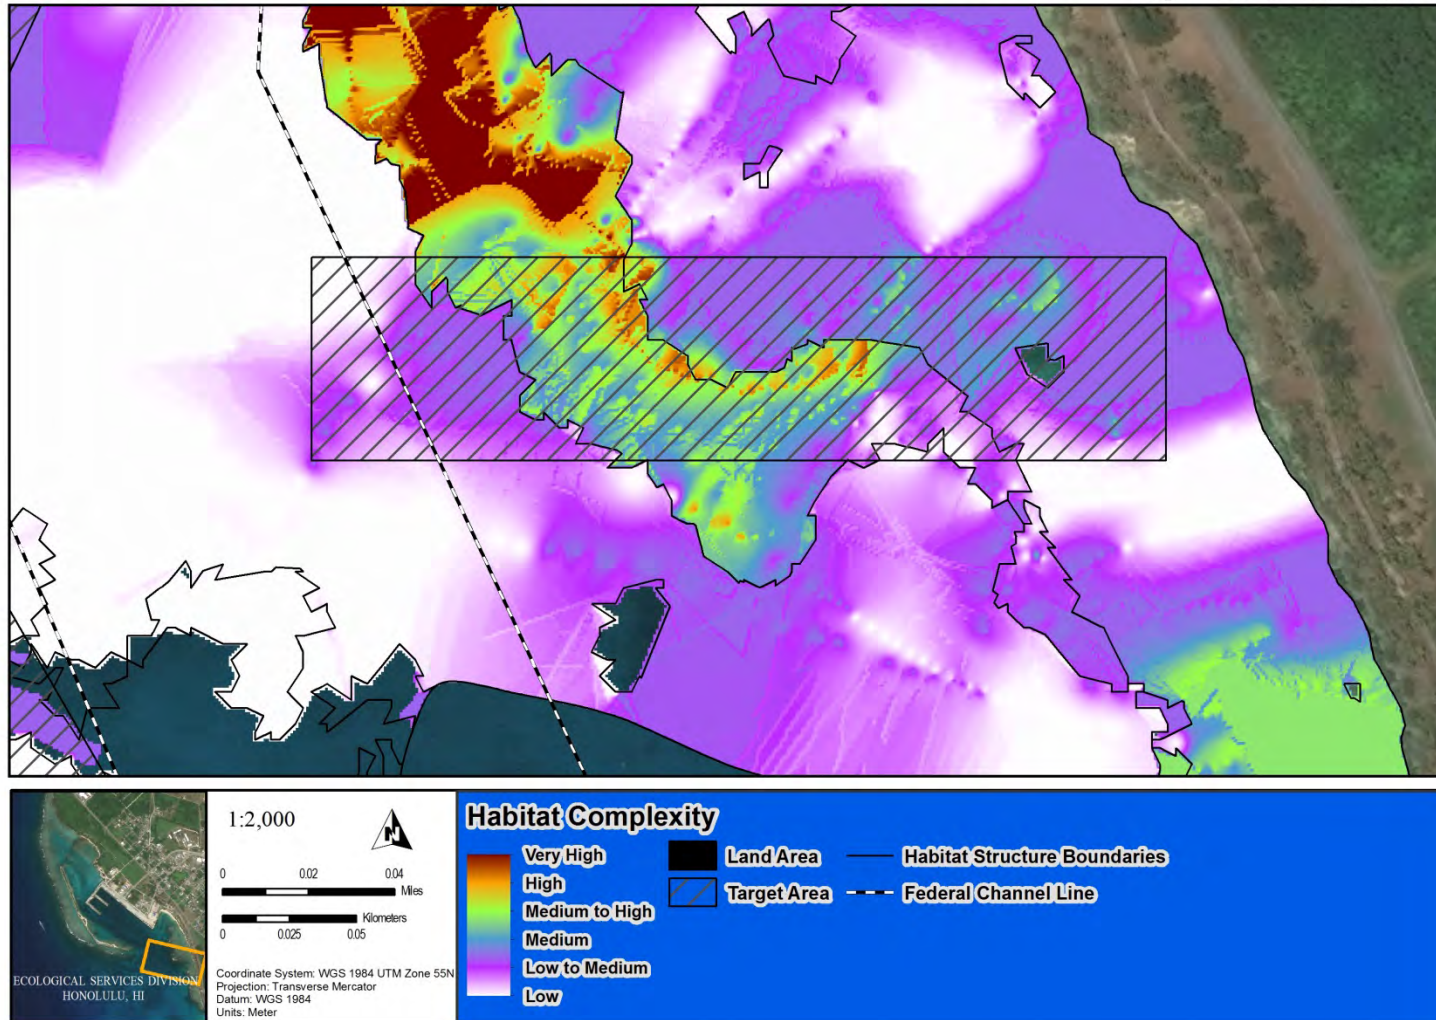 ECOLOGICAL SERVICES DIVISION
HONOLULU, HI
1:2,000
N
0 0.02 0.04
Miles
Kilometers
0 0.025 0.05
Coordinate System: WGS 1984 UTM Zone 55N
Projection: Transverse Mercator
Datum: WGS 1984
Units: Meter
Habitat Complexity
Very High
High
Medium to High
Medium
Low to Medium
Low
Land Area
Target Area
Habitat Structure Boundaries
Federal Channel Line